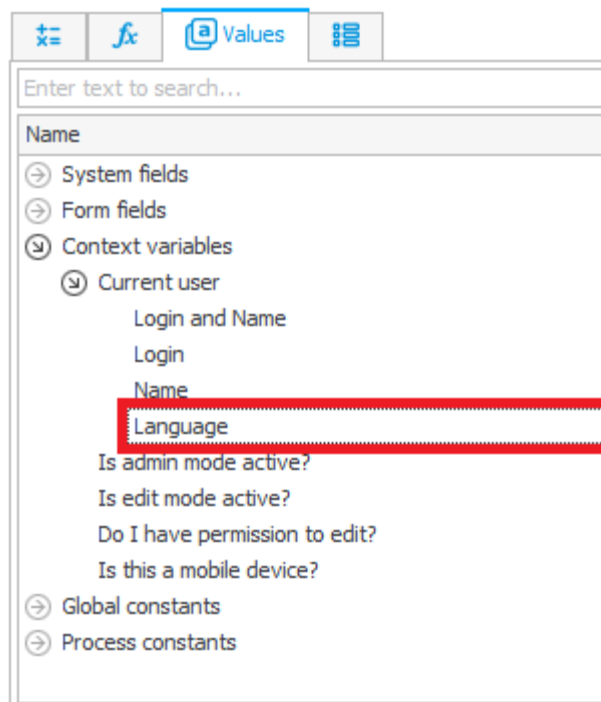 Values
Enter text to search...
Name
System fields
Form fields
Context variables
Current user
Login and Name
Login
Name
Language
Is admin mode active?
Is edit mode active?
Do I have permission to edit?
Is this a mobile device?
Global constants
Process constants